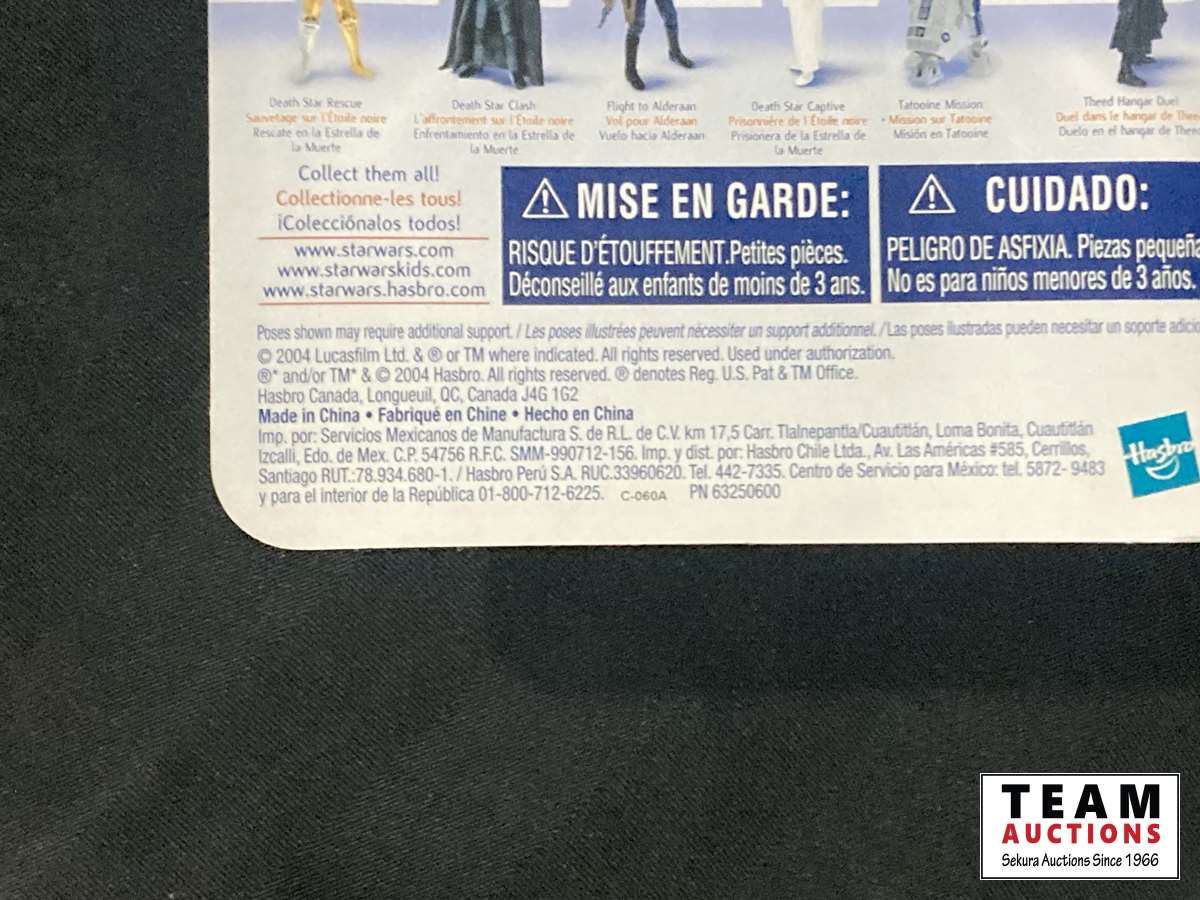 Death Star Rescue
Sauvetage sur l'Étoile noire
Rescate en la Estrella de
la Muerte
Death Star Clash
L'affrontement sur l'Étoile noire
Enfrentamiento en la Estrella de
la Muerte
Flight to Alderaan
Vol pour Alderaan
Vuelo hacia Alderaan
Death Star Captive
Prisonnière de l'Étoile noire
Prisionera de la Estrella de
la Muerte
Tatooine Mission
• Mission sur Tatooine
Misión en Tatooine
Theed Hangar Duel
Duel dans le hangar de Thee
Duelo en el hangar de Thee
Collect them all!
Collectionne-les tous!
¡Colecciónalos todos!
www.starwars.com
www.starwarskids.com
www.starwars.hasbro.com
⚠ MISE EN GARDE:
RISQUE D'ÉTOUFFEMENT.Petites pièces.
Déconseillé aux enfants de moins de 3 ans.
⚠ CUIDADO:
PELIGRO DE ASFIXIA. Piezas pequeña
No es para niños menores de 3 años.
Poses shown may require additional support. / Les poses illustrées peuvent nécessiter un support additionnel. /Las poses ilustradas pueden necesitar un soporte adicio
© 2004 Lucasfilm Ltd. & ® or TM where indicated. All rights reserved. Used under authorization.
®* and/or TM* & © 2004 Hasbro. All rights reserved. ® denotes Reg. U.S. Pat & TM Office.
Hasbro Canada, Longueuil, QC, Canada J4G 1G2
Made in China • Fabriqué en Chine • Hecho en China
Imp. por: Servicios Mexicanos de Manufactura S. de R.L. de C.V. km 17,5 Carr. Tlalnepantla/Cuautitlán, Loma Bonita, Cuautitlán
Izcalli, Edo. de Mex. C.P. 54756 R.F.C. SMM-990712-156. Imp. y dist. por: Hasbro Chile Ltda., Av. Las Américas #585, Cerrillos,
Santiago RUT.:78.934.680-1. / Hasbro Perú S.A. RUC.33960620. Tel. 442-7335. Centro de Servicio para México: tel. 5872- 9483
y para el interior de la República 01-800-712-6225. C-060A PN 63250600
Hasbro
TEAM
AUCTIONS
Sekura Auctions Since 1966